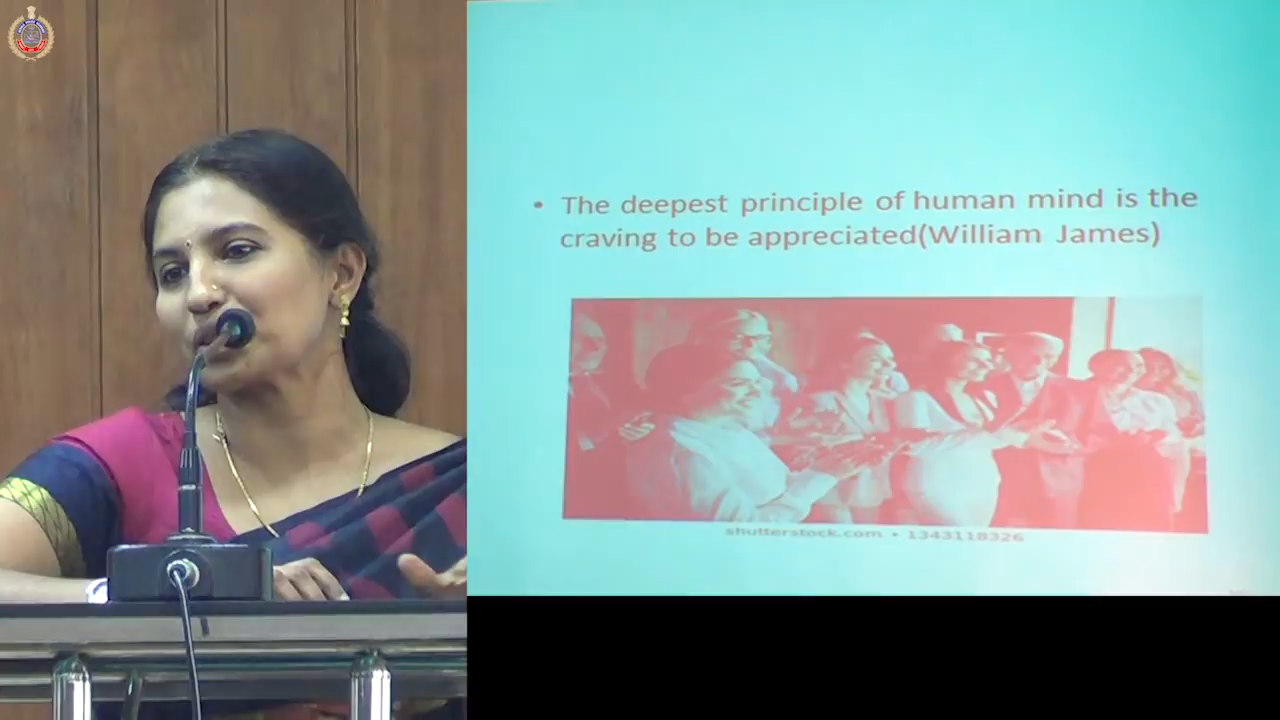 • The deepest principle of human mind is the
craving to be appreciated(William James)
shutterstock.com • 1343118326